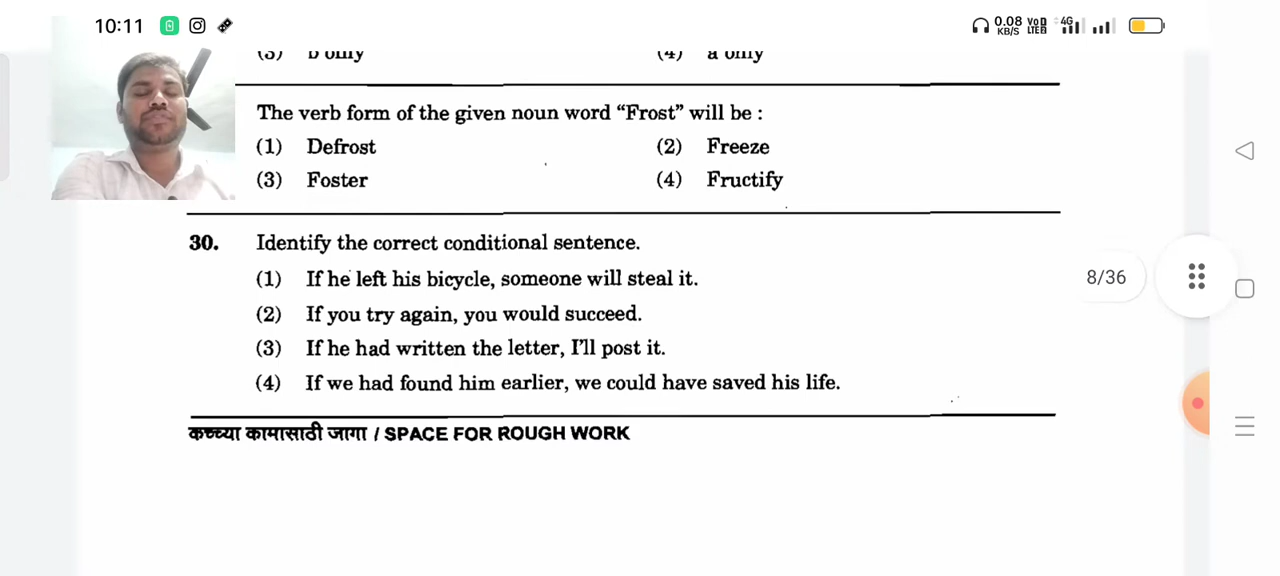 10:11
0.08
KB/S
Vo
LTE
4G
(3) b only (4) a only
The verb form of the given noun word “Frost” will be :
(1) Defrost (2) Freeze
(3) Foster (4) Fructify
30. Identify the correct conditional sentence.
(1) If he left his bicycle, someone will steal it.
(2) If you try again, you would succeed.
(3) If he had written the letter, I’ll post it.
(4) If we had found him earlier, we could have saved his life.
8/36
कच्च्या कामासाठी जागा / SPACE FOR ROUGH WORK